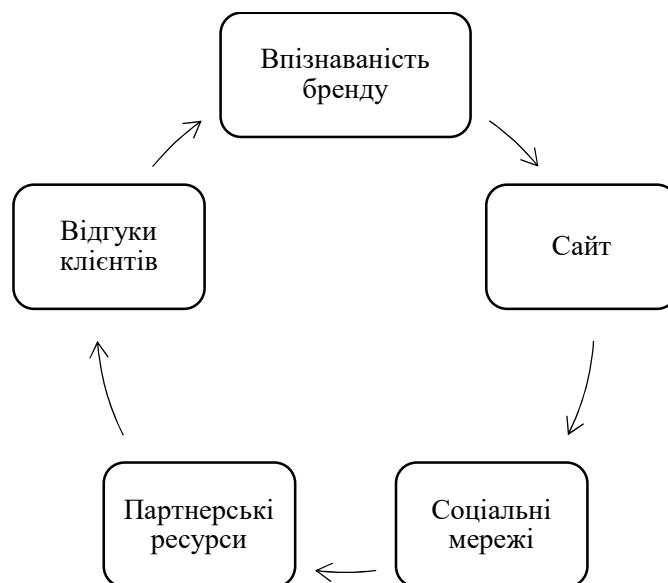 Впізнаваність
бренду
Сайт
Соціальні
мережі
Партнерські
ресурси
Відгуки
клієнтів